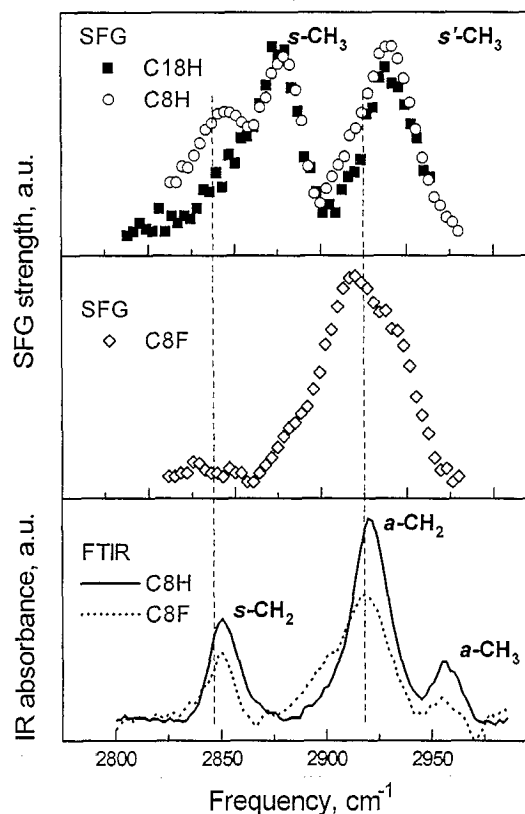 SFG
C18H
C8H
s-CH3
s'-CH3
SFG strength, a.u.
SFG
C8F
FTIR
C8H
C8F
s-CH2
a-CH2
a-CH3
IR absorbance, a.u.
2800 2850 2900 2950
Frequency, cm-1